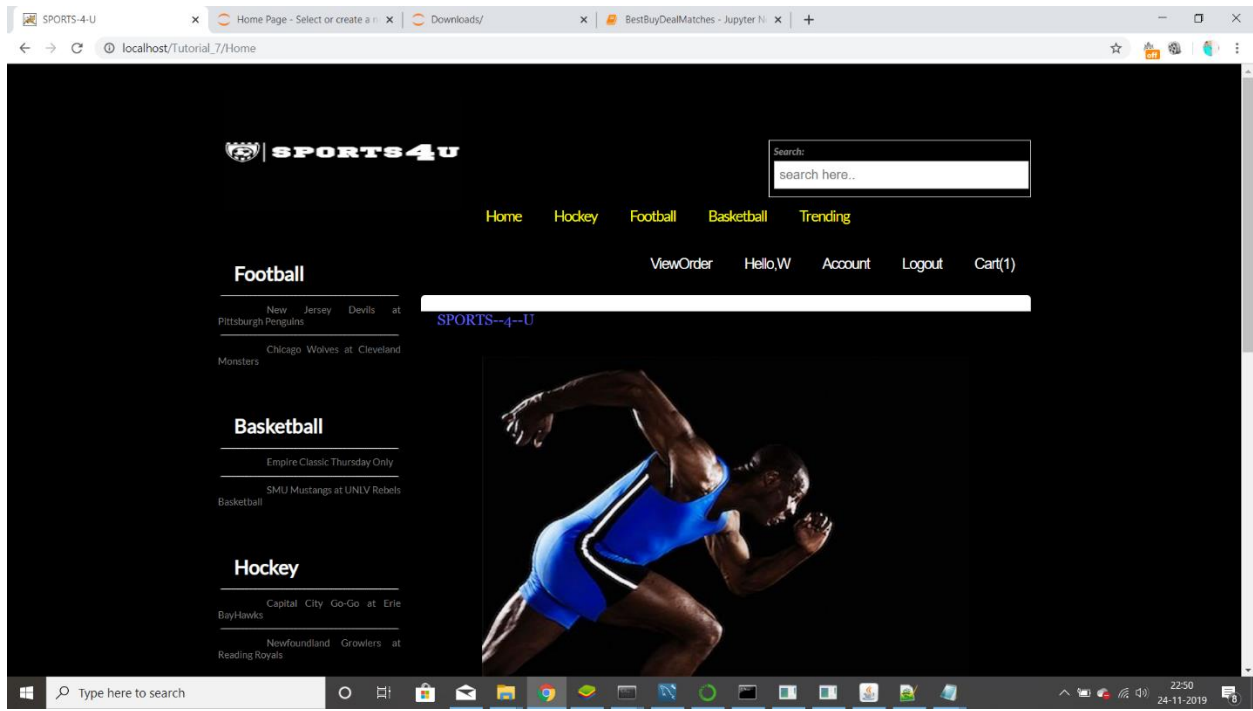 SPORTS-4-U
Home Page - Select or create a n
Downloads/
BestBuyDealMatches - Jupyter N
localhost/Tutorial_7/Home
off
SPORTS4U
Search:
search here..
Home Hockey Football Basketball Trending
ViewOrder Hello,W Account Logout Cart(1)
Football
New Jersey Devils at
Pittsburgh Penguins
Chicago Wolves at Cleveland
Monsters
Basketball
Empire Classic Thursday Only
SMU Mustangs at UNLV Rebels
Basketball
Hockey
Capital City Go-Go at Erie
BayHawks
Newfoundland Growlers at
Reading Royals
SPORTS--4--U
Type here to search
22:50
24-11-2019
8